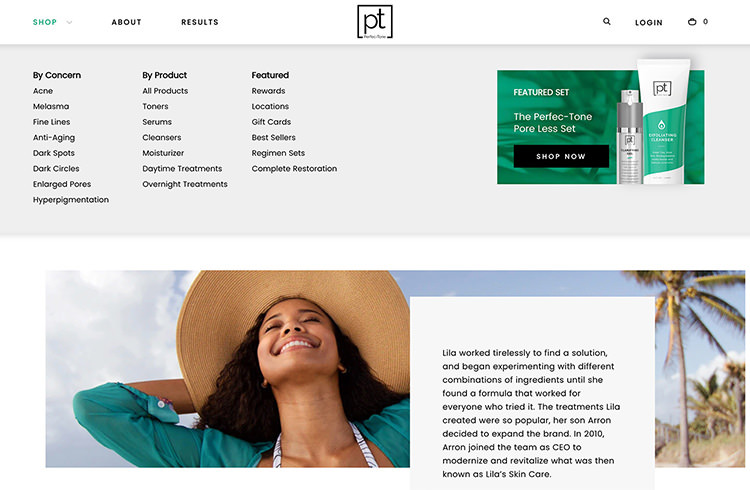 SHOP
ABOUT
RESULTS
pt
Perfec-Tone
LOGIN
0
By Concern
Acne
Melasma
Fine Lines
Anti-Aging
Dark Spots
Dark Circles
Enlarged Pores
Hyperpigmentation
By Product
All Products
Toners
Serums
Cleansers
Moisturizer
Daytime Treatments
Overnight Treatments
Featured
Rewards
Locations
Gift Cards
Best Sellers
Regimen Sets
Complete Restoration
FEATURED SET
The Perfec-Tone
Pore Less Set
SHOP NOW
pt
CLARIFYING
GEL
pt
EXFOLIATING
CLEANSER
Lila worked tirelessly to find a solution,
and began experimenting with different
combinations of ingredients until she
found a formula that worked for
everyone who tried it. The treatments Lila
created were so popular, her son Arron
decided to expand the brand. In 2010,
Arron joined the team as CEO to
modernize and revitalize what was then
known as Lila's Skin Care.